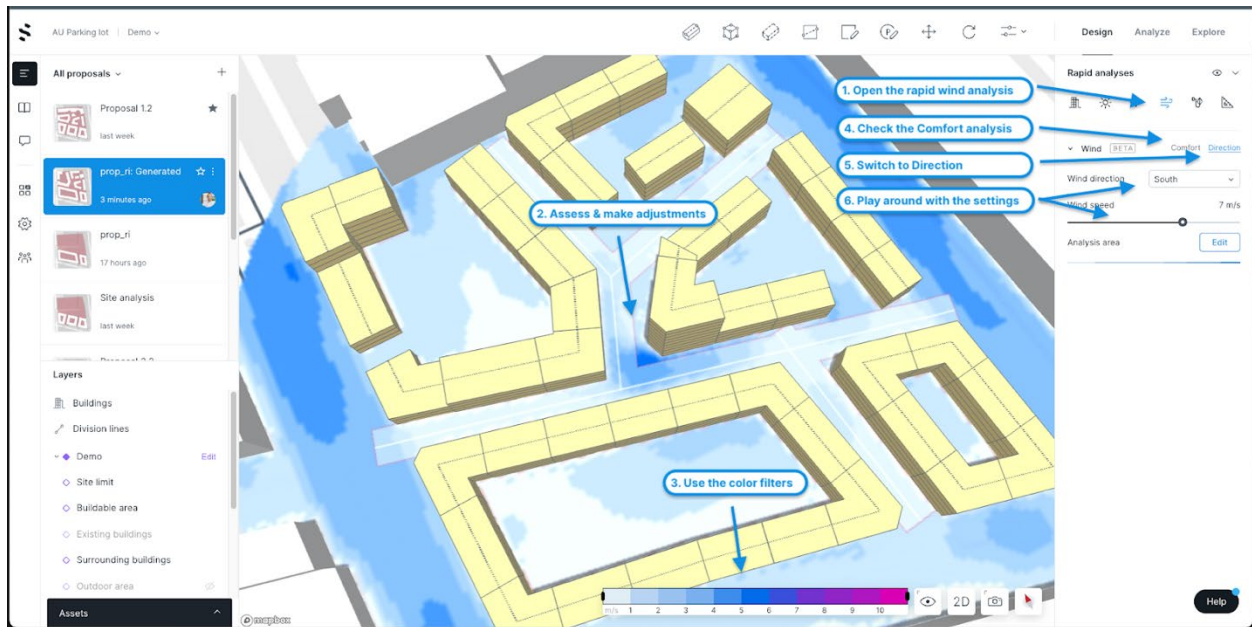 AU Parking lot | Demo
Design Analyze Explore
All proposals
Proposal 1.2
last week
prop_ri: Generated
3 minutes ago
prop_ri
17 hours ago
Site analysis
last week
Layers
Buildings
Division lines
Demo Edit
Site limit
Buildable area
Existing buildings
Surrounding buildings
Outdoor area
Assets
2. Assess & make adjustments
3. Use the color filters
m/s 1 2 3 4 5 6 7 8 9 10
2D
mapbox
1. Open the rapid wind analysis
4. Check the Comfort analysis
5. Switch to Direction
6. Play around with the settings
Rapid analyses
Wind BETA Comfort Direction
Wind direction South
Wind speed 7 m/s
Analysis area Edit
Help